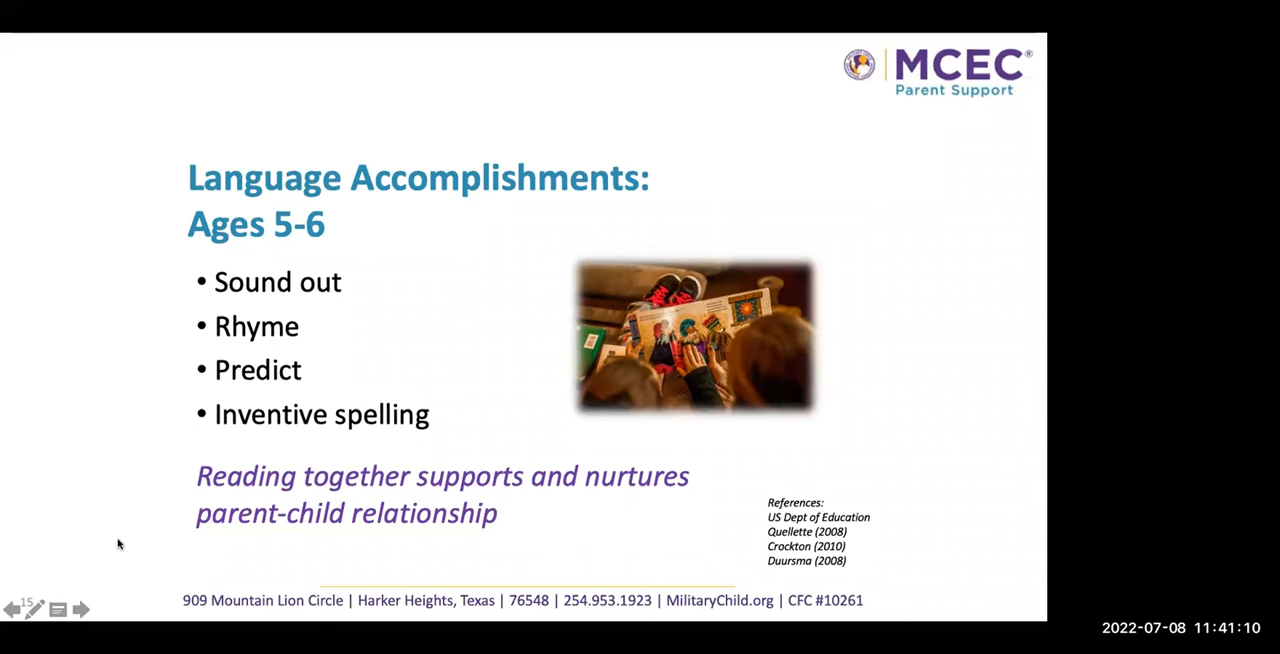 MCEC®
Parent Support
Language Accomplishments:
Ages 5-6
• Sound out
• Rhyme
• Predict
• Inventive spelling
Reading together supports and nurtures
parent-child relationship
References:
US Dept of Education
Quellette (2008)
Crockton (2010)
Duursma (2008)
15
909 Mountain Lion Circle | Harker Heights, Texas | 76548 | 254.953.1923 | MilitaryChild.org | CFC #10261
2022-07-08 11:41:10